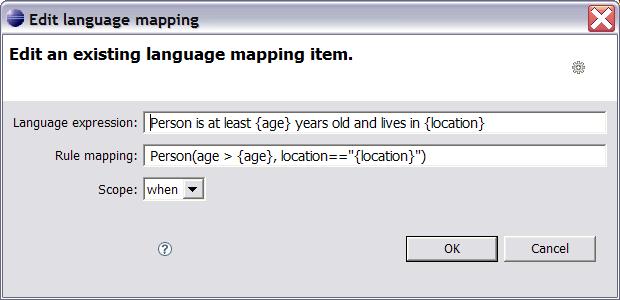 Edit language mapping
Edit an existing language mapping item.
Language expression: Person is at least {age} years old and lives in {location}
Rule mapping: Person(age > {age}, location=="{location}")
Scope: when
? OK Cancel